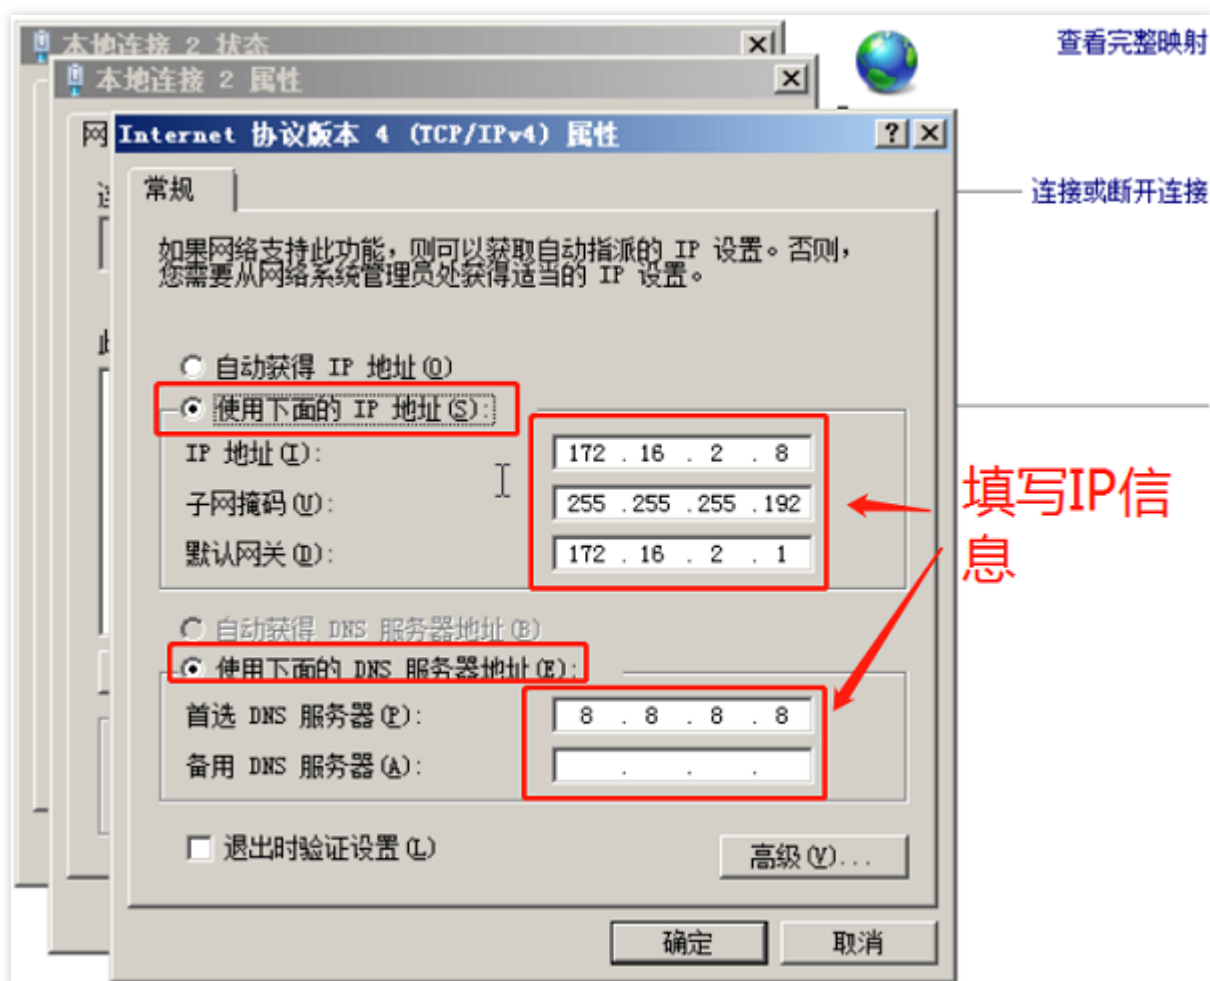 本地连接 2 状态
查看完整映射
本地连接 2 属性
网
Internet 协议版本 4 (TCP/IPv4) 属性
常规
连接或断开连接
如果网络支持此功能，则可以获取自动指派的 IP 设置。否则，
您需要从网络系统管理员处获得适当的 IP 设置。
自动获得 IP 地址(O)
使用下面的 IP 地址(S):
IP 地址(I): 172 . 16 . 2 . 8
子网掩码(U): 255 .255 .255 .192
默认网关(D): 172 . 16 . 2 . 1
填写IP信
息
自动获得 DNS 服务器地址(B)
使用下面的 DNS 服务器地址(E):
首选 DNS 服务器(P): 8 . 8 . 8 . 8
备用 DNS 服务器(A): . . .
退出时验证设置(L)
高级(V)...
确定 取消